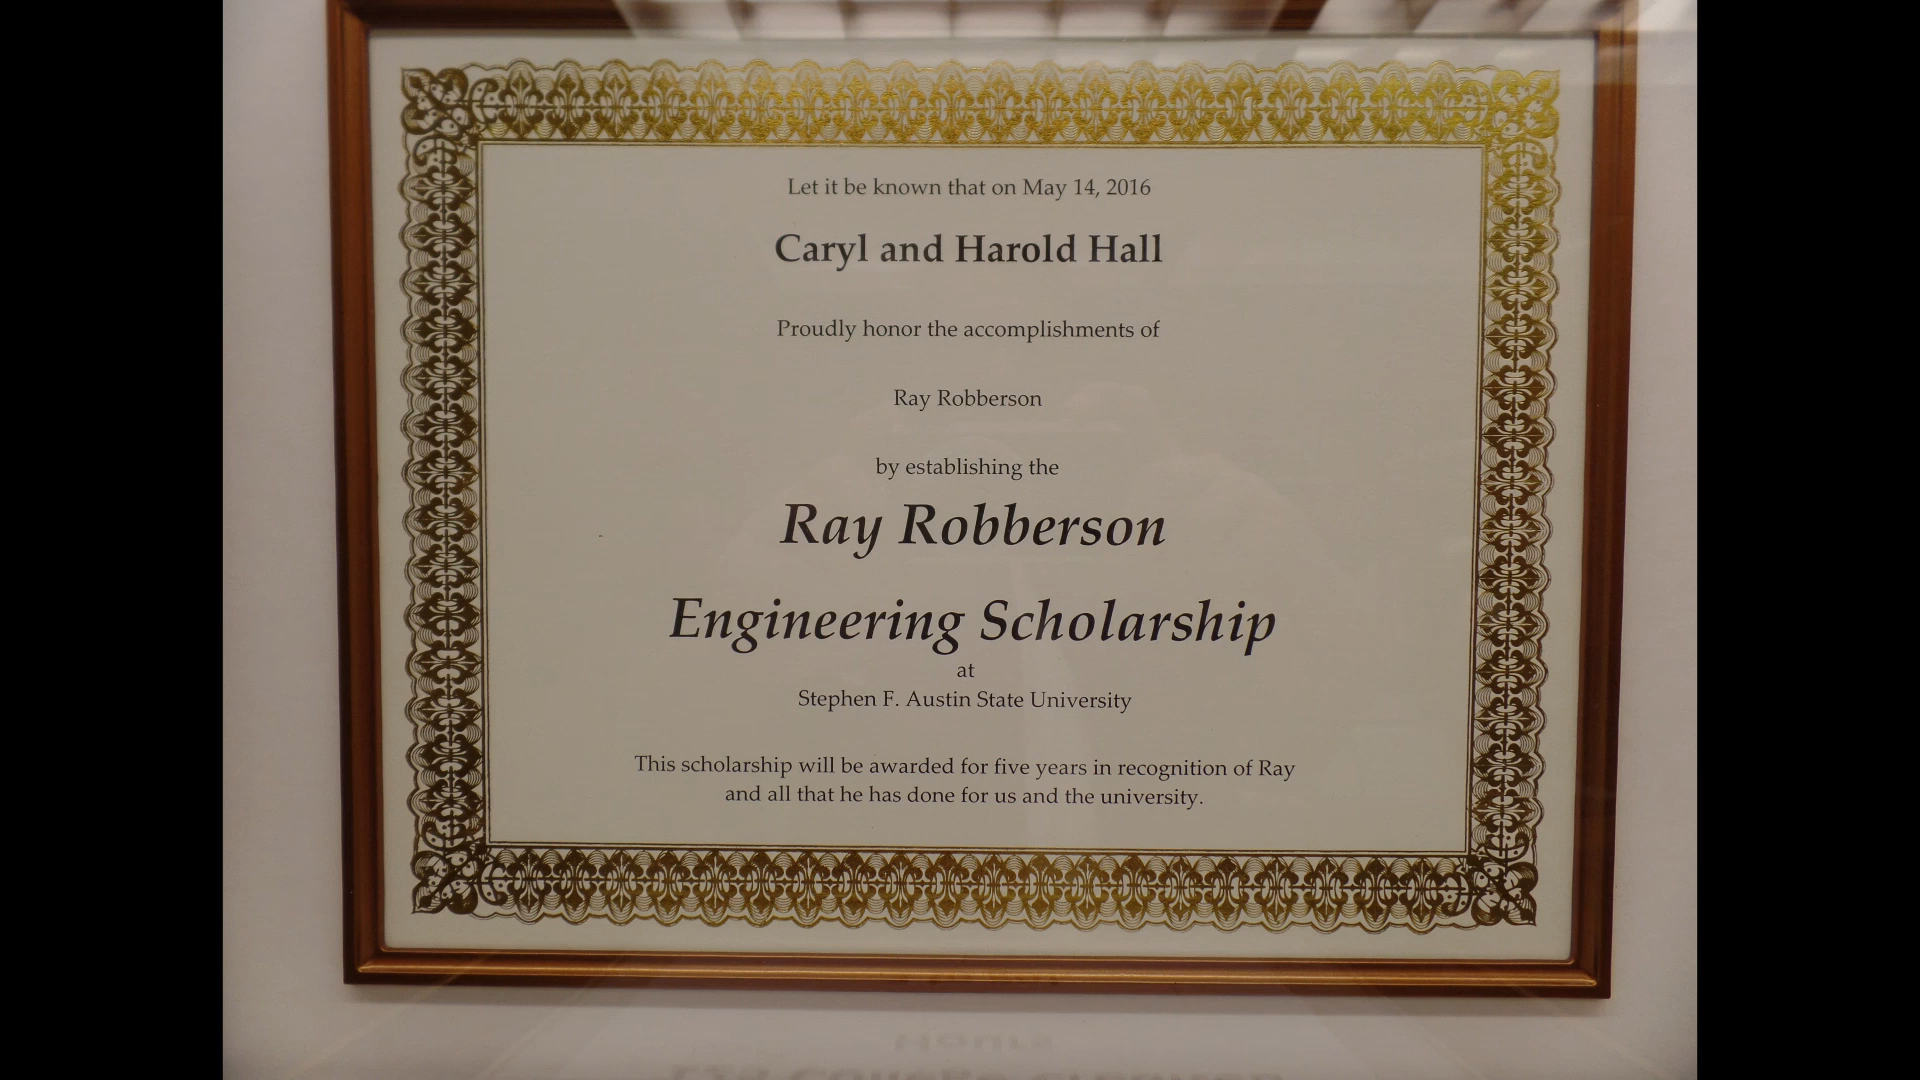 Let it be known that on May 14, 2016
Caryl and Harold Hall
Proudly honor the accomplishments of
Ray Robberson
by establishing the
Ray Robberson
Engineering Scholarship
at
Stephen F. Austin State University
This scholarship will be awarded for five years in recognition of Ray
and all that he has done for us and the university.